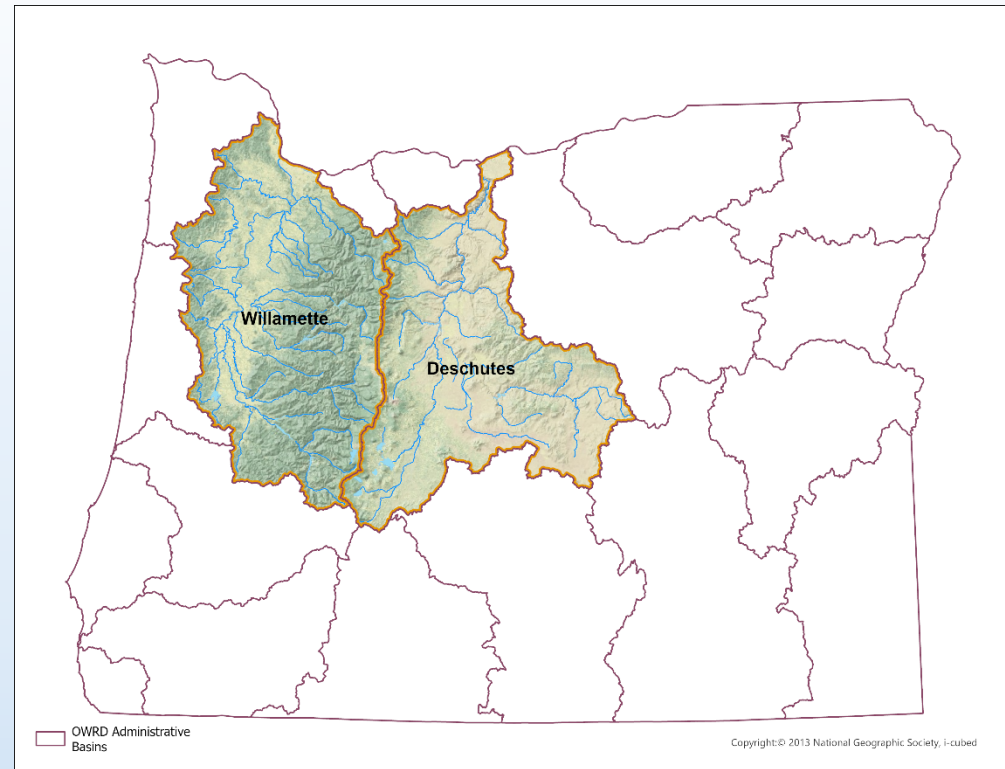 Willamette
Deschutes
OWRD Administrative
Basins
Copyright:© 2013 National Geographic Society, i-cubed